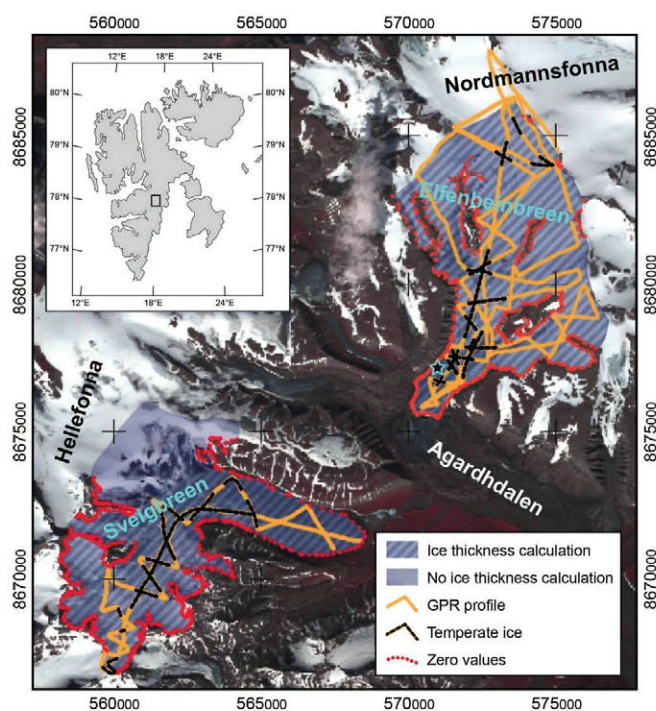 560000 565000 570000 575000
12°E 18°E 24°E
80°N 80°N
79°N 79°N
78°N 78°N
77°N 77°N
12°E 18°E 24°E
Nordmannsfonna
8685000 8685000
Elfenbeinbreen
8680000 8680000
Hellefonna
8675000 8675000
Agardhdalen
Svelgbreen
8670000 8670000
Ice thickness calculation
No ice thickness calculation
GPR profile
Temperate ice
Zero values
560000 565000 570000 575000